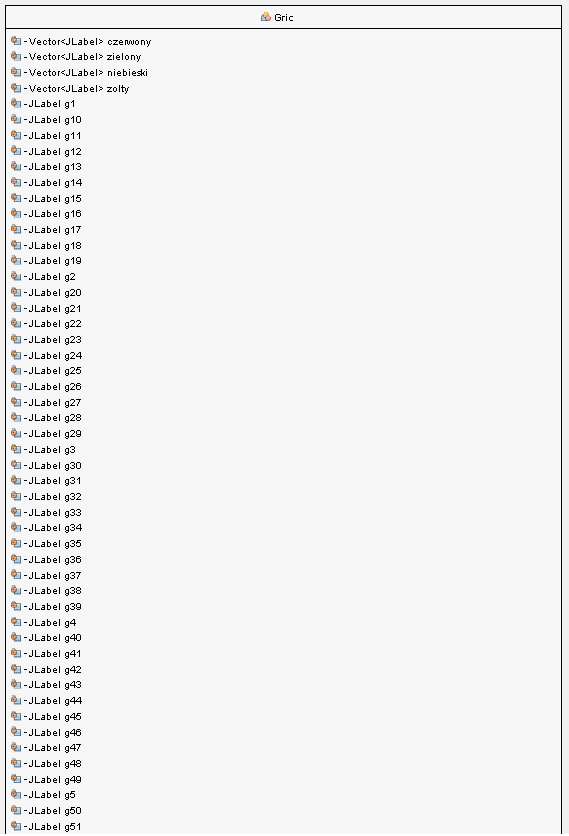 Gric
-Vector<JLabel> czerwony
-Vector<JLabel> zielony
-Vector<JLabel> niebieski
-Vector<JLabel> zolty
-JLabel g1
-JLabel g10
-JLabel g11
-JLabel g12
-JLabel g13
-JLabel g14
-JLabel g15
-JLabel g16
-JLabel g17
-JLabel g18
-JLabel g19
-JLabel g2
-JLabel g20
-JLabel g21
-JLabel g22
-JLabel g23
-JLabel g24
-JLabel g25
-JLabel g26
-JLabel g27
-JLabel g28
-JLabel g29
-JLabel g3
-JLabel g30
-JLabel g31
-JLabel g32
-JLabel g33
-JLabel g34
-JLabel g35
-JLabel g36
-JLabel g37
-JLabel g38
-JLabel g39
-JLabel g4
-JLabel g40
-JLabel g41
-JLabel g42
-JLabel g43
-JLabel g44
-JLabel g45
-JLabel g46
-JLabel g47
-JLabel g48
-JLabel g49
-JLabel g5
-JLabel g50
-JLabel g51